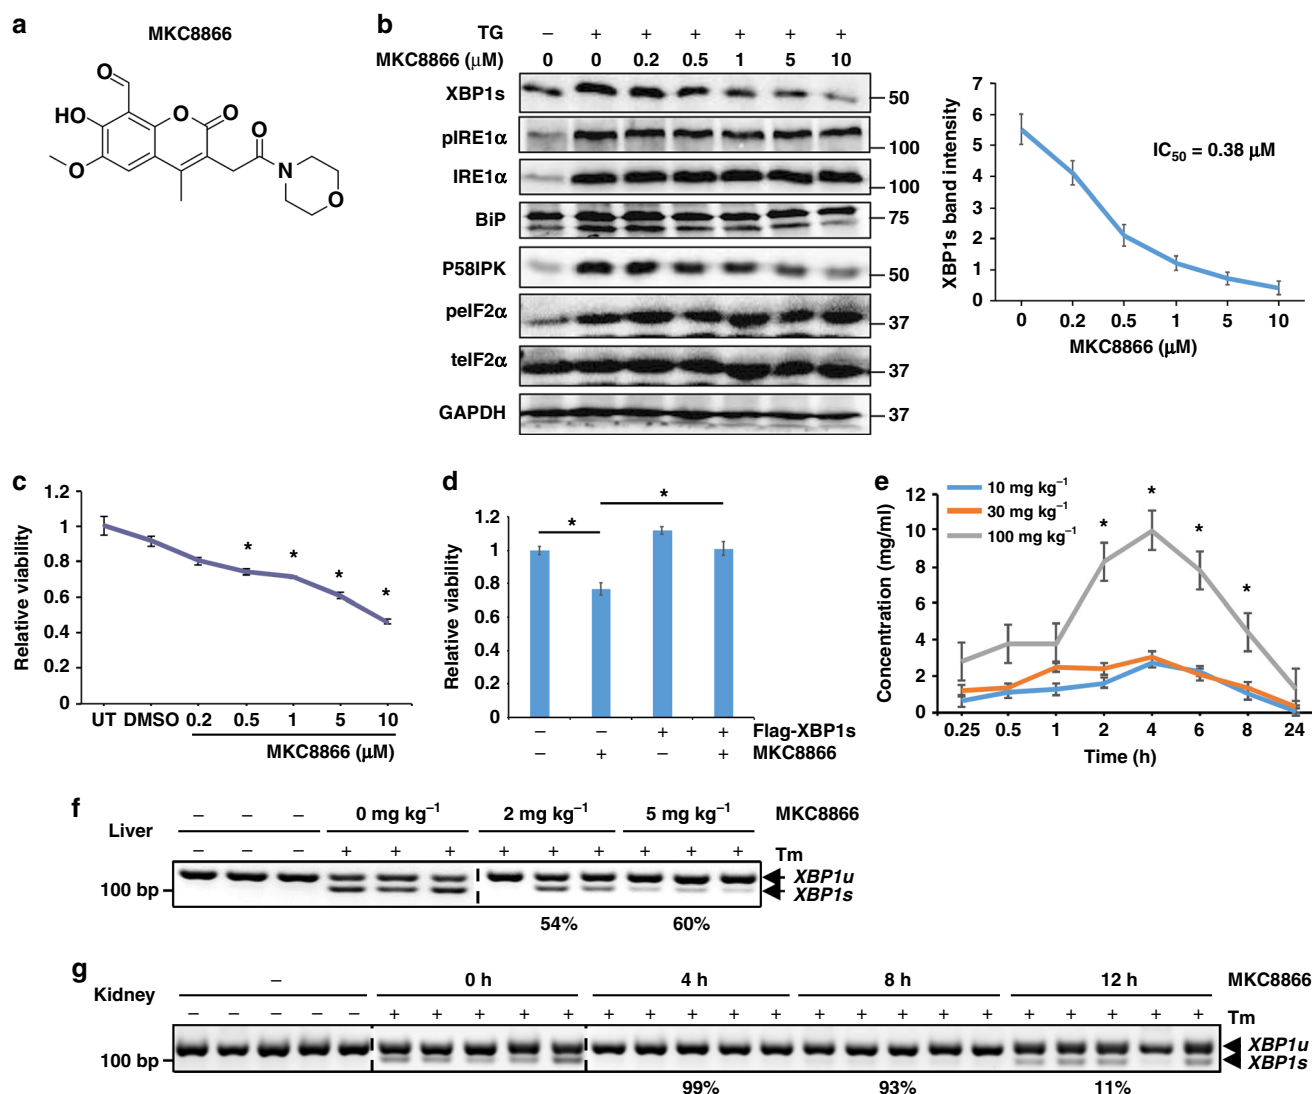 a
MKC8866
O
HO
O
O
O
N
O
O
b
TG – + + + + + +
MKC8866 (μM) 0 0 0.2 0.5 1 5 10
XBP1s 50
pIRE1α 100
IRE1α 100
BiP 75
P58IPK 50
peIF2α 37
teIF2α 37
GAPDH 37
XBP1s band intensity
7
6
5
4
3
2
1
0
IC50 = 0.38 μM
0 0.2 0.5 1 5 10
MKC8866 (μM)
c
Relative viability
1.2
1
0.8
0.6
0.4
0.2
0
* * * *
UT DMSO 0.2 0.5 1 5 10
MKC8866 (μM)
d
Relative viability
1.2
1
0.8
0.6
0.4
0.2
0
* *
– – + + Flag-XBP1s
– + – + MKC8866
e
Concentration (mg/ml)
12
10
8
6
4
2
0
10 mg kg–1
30 mg kg–1
100 mg kg–1
* * * *
0.25 0.5 1 2 4 6 8 24
Time (h)
f
Liver
– – – 0 mg kg–1 2 mg kg–1 5 mg kg–1 MKC8866
– – – + + + + + + + + + Tm
100 bp
XBP1u
XBP1s
54% 60%
g
Kidney
– 0 h 4 h 8 h 12 h MKC8866
– – – – – + + + + + + + + + + + + + + + + + + + + Tm
100 bp
XBP1u
XBP1s
99% 93% 11%